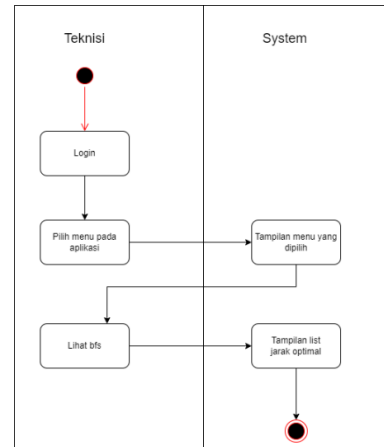 Teknisi
System
Login
Pilih menu pada
aplikasi
Tampilan menu yang
dipilih
Lihat bfs
Tampilan list
jarak optimal